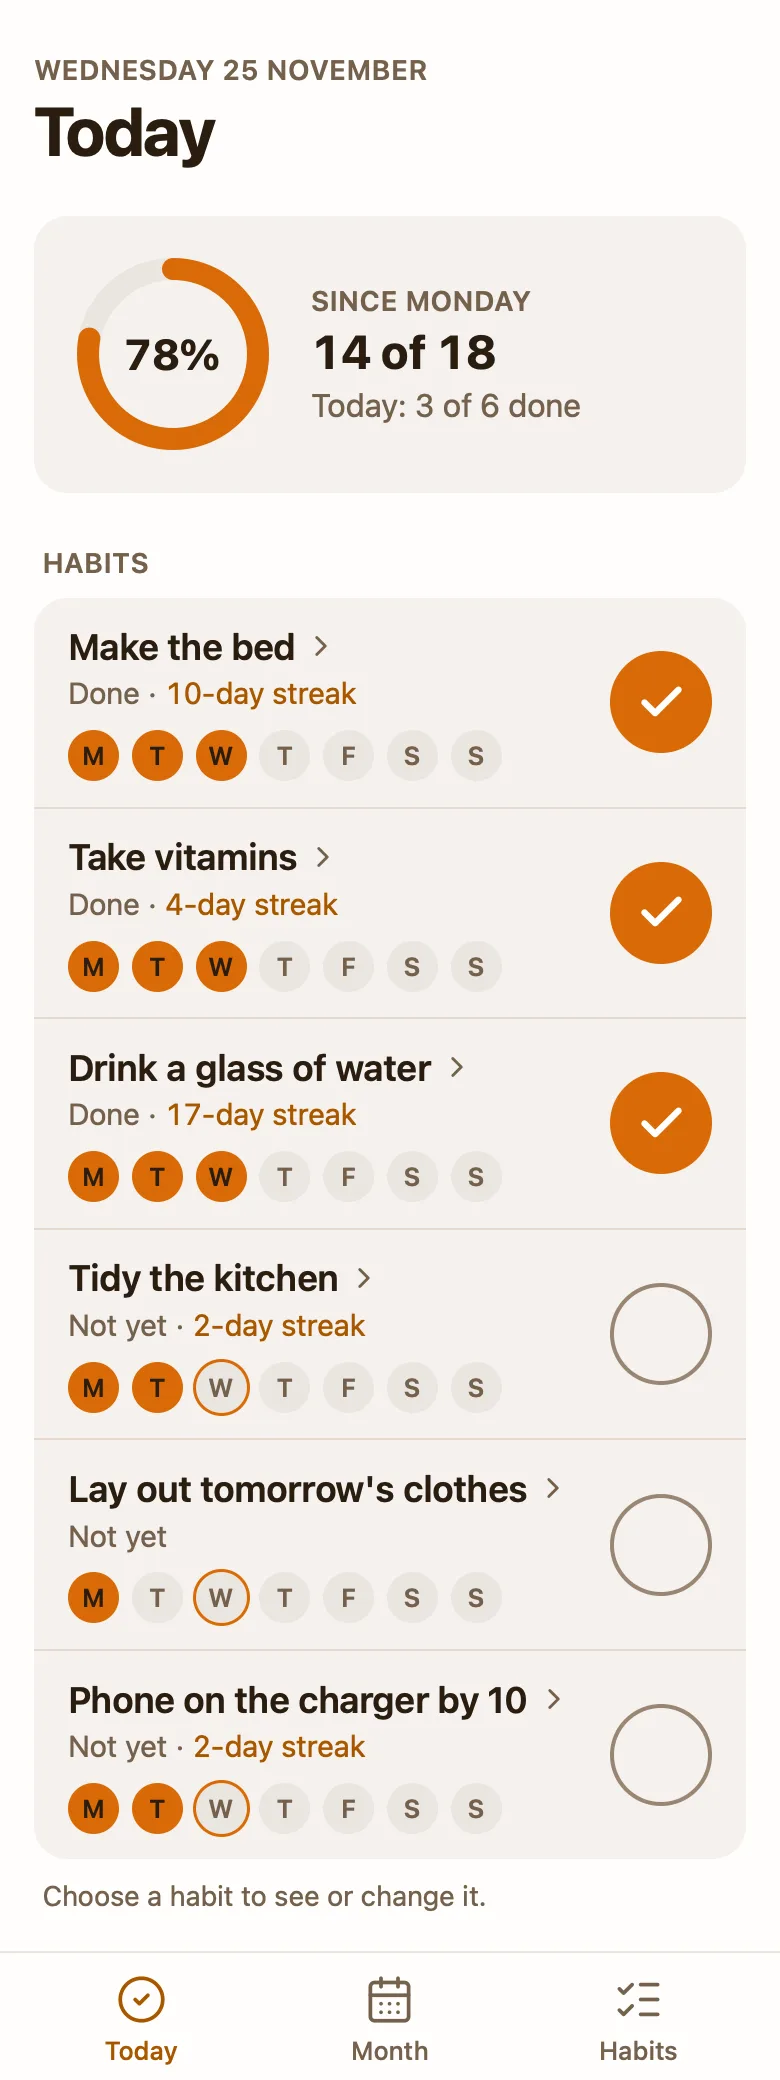 WEDNESDAY 25 NOVEMBER
Today
78%
SINCE MONDAY
14 of 18
Today: 3 of 6 done
HABITS
Make the bed
Done · 10-day streak
M T W T F S S
Take vitamins
Done · 4-day streak
M T W T F S S
Drink a glass of water
Done · 17-day streak
M T W T F S S
Tidy the kitchen
Not yet · 2-day streak
M T W T F S S
Lay out tomorrow's clothes
Not yet
M T W T F S S
Phone on the charger by 10
Not yet · 2-day streak
M T W T F S S
Choose a habit to see or change it.
Today Month Habits